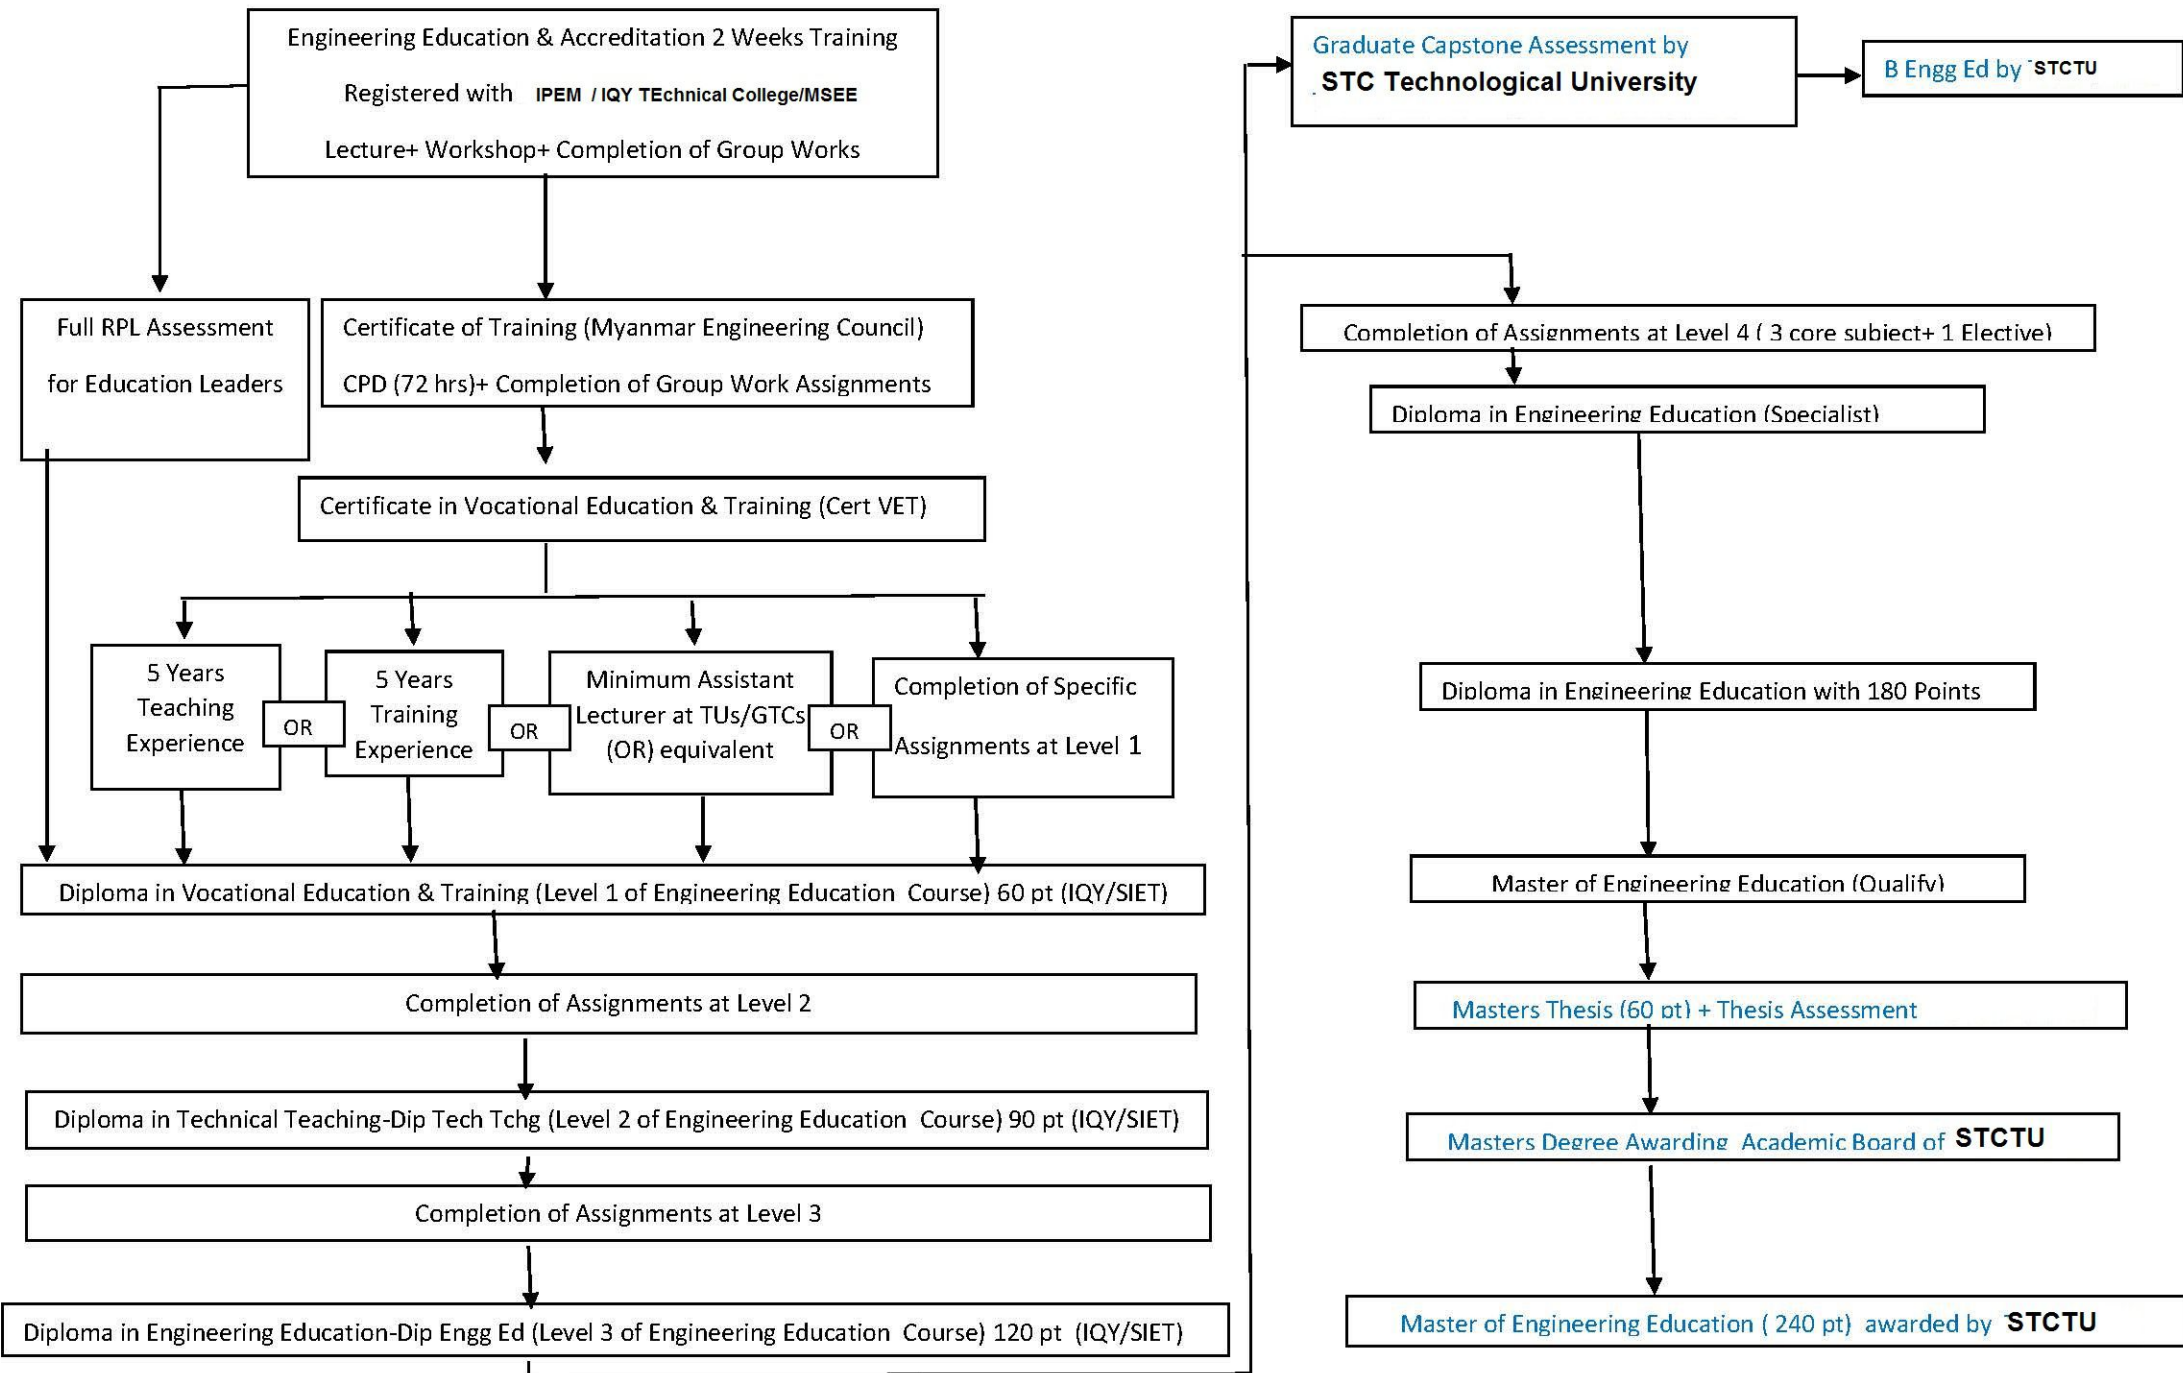 Engineering Education & Accreditation 2 Weeks Training
Registered with IPEM / IQY TEchnical College/MSEE
Lecture+ Workshop+ Completion of Group Works
Full RPL Assessment
for Education Leaders
Certificate of Training (Myanmar Engineering Council)
CPD (72 hrs)+ Completion of Group Work Assignments
Certificate in Vocational Education & Training (Cert VET)
5 Years
Teaching
Experience
OR
5 Years
Training
Experience
OR
Minimum Assistant
Lecturer at TUs/GTCs
(OR) equivalent
OR
Completion of Specific
Assignments at Level 1
Diploma in Vocational Education & Training (Level 1 of Engineering Education Course) 60 pt (IQY/SIET)
Completion of Assignments at Level 2
Diploma in Technical Teaching-Dip Tech Tchg (Level 2 of Engineering Education Course) 90 pt (IQY/SIET)
Completion of Assignments at Level 3
Diploma in Engineering Education-Dip Engg Ed (Level 3 of Engineering Education Course) 120 pt (IQY/SIET)
Graduate Capstone Assessment by
STC Technological University
B Engg Ed by STCTU
Completion of Assignments at Level 4 ( 3 core subject+ 1 Elective)
Diploma in Engineering Education (Specialist)
Diploma in Engineering Education with 180 Points
Master of Engineering Education (Qualify)
Masters Thesis (60 pt) + Thesis Assessment
Masters Degree Awarding Academic Board of STCTU
Master of Engineering Education ( 240 pt) awarded by STCTU